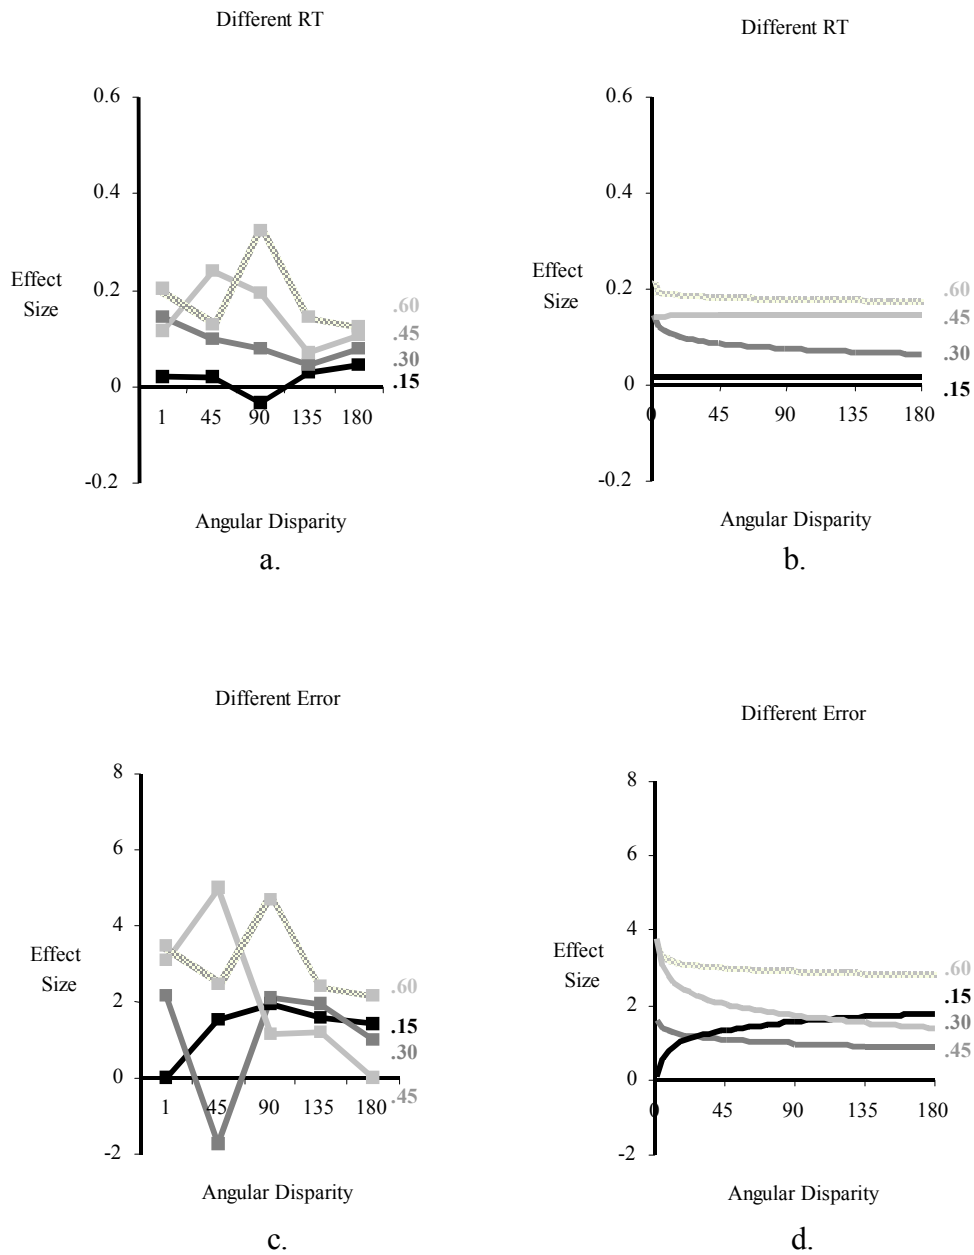 Different RT
0.6
0.4
Effect
Size
0.2
0
-0.2
1 45 90 135 180
.60
.45
.30
.15
Angular Disparity
a.
Different RT
0.6
0.4
Effect
Size
0.2
0
-0.2
0 45 90 135 180
.60
.45
.30
.15
Angular Disparity
b.
Different Error
8
6
4
Effect
Size
2
0
-2
1 45 90 135 180
.60
.15
.30
.45
Angular Disparity
c.
Different Error
8
6
4
Effect
Size
2
0
-2
0 45 90 135 180
.60
.15
.30
.45
Angular Disparity
d.